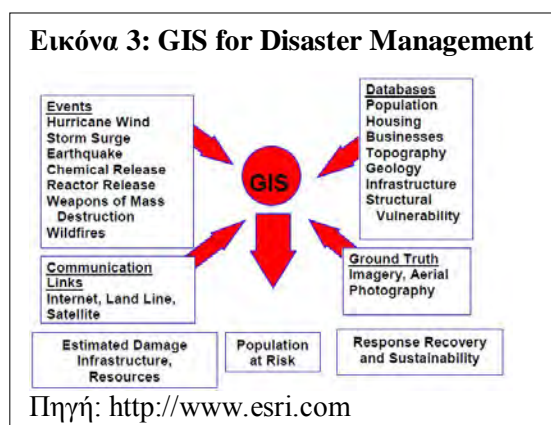 Εικόνα 3: GIS for Disaster Management
Events
Hurricane Wind
Storm Surge
Earthquake
Chemical Release
Reactor Release
Weapons of Mass
Destruction
Wildfires
Databases
Population
Housing
Businesses
Topography
Geology
Infrastructure
Structural
Vulnerability
GIS
Communication
Links
Internet, Land Line,
Satellite
Ground Truth
Imagery, Aerial
Photography
Estimated Damage
Infrastructure,
Resources
Population
at Risk
Response Recovery
and Sustainability
Πηγή: http://www.esri.com